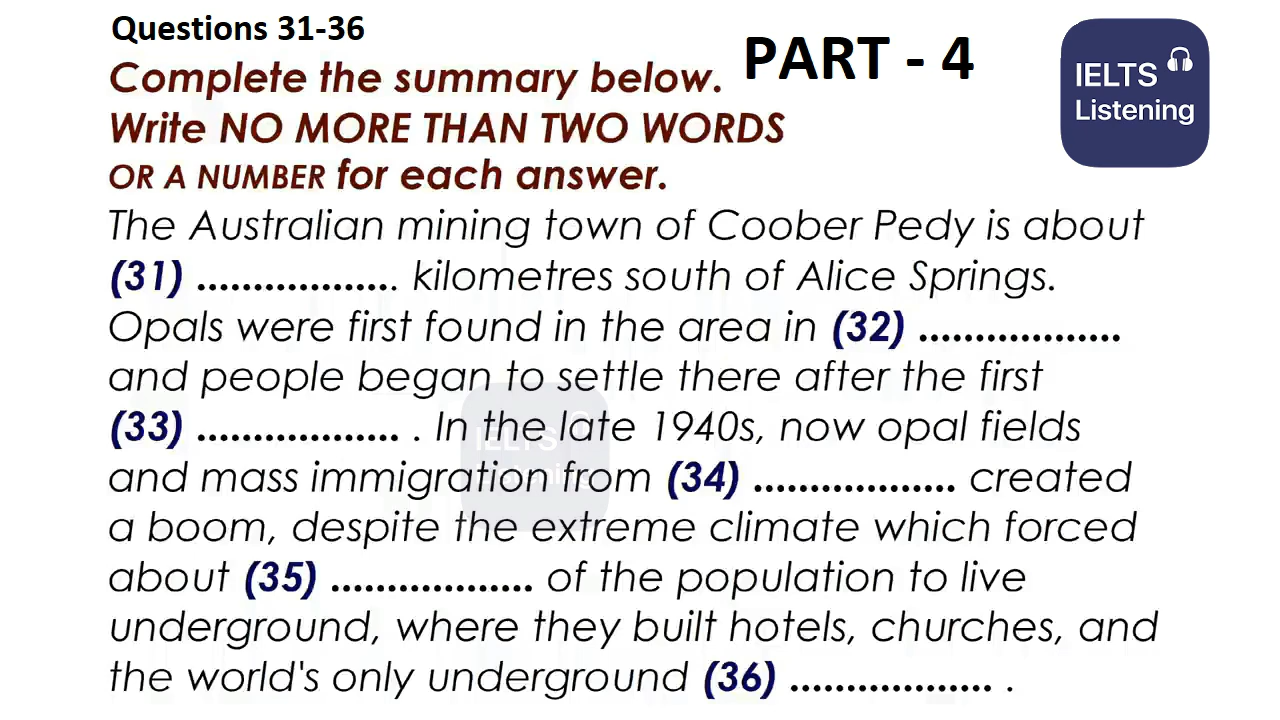 Questions 31-36
PART - 4
IELTS
Listening
Complete the summary below.
Write NO MORE THAN TWO WORDS
OR A NUMBER for each answer.
The Australian mining town of Coober Pedy is about
(31) .................. kilometres south of Alice Springs.
Opals were first found in the area in (32) ..................
and people began to settle there after the first
(33) .................. . In the late 1940s, now opal fields
and mass immigration from (34) .................. created
a boom, despite the extreme climate which forced
about (35) .................. of the population to live
underground, where they built hotels, churches, and
the world's only underground (36) .................. .
IELTS
Listening